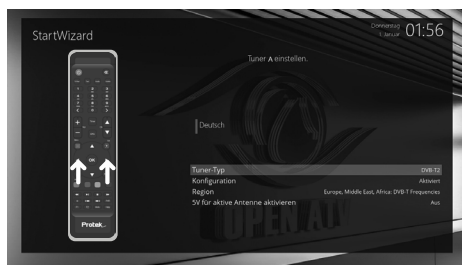 StartWizard
Donnerstag
1. Januar
01:56
Tuner A einstellen.
Deutsch
Tuner-Typ DVB-T2
Konfiguration Aktiviert
Region Europe, Middle East, Africa: DVB-T Frequencies
5V für aktive Antenne aktivieren Aus
OK
Protek
OPEN ATV